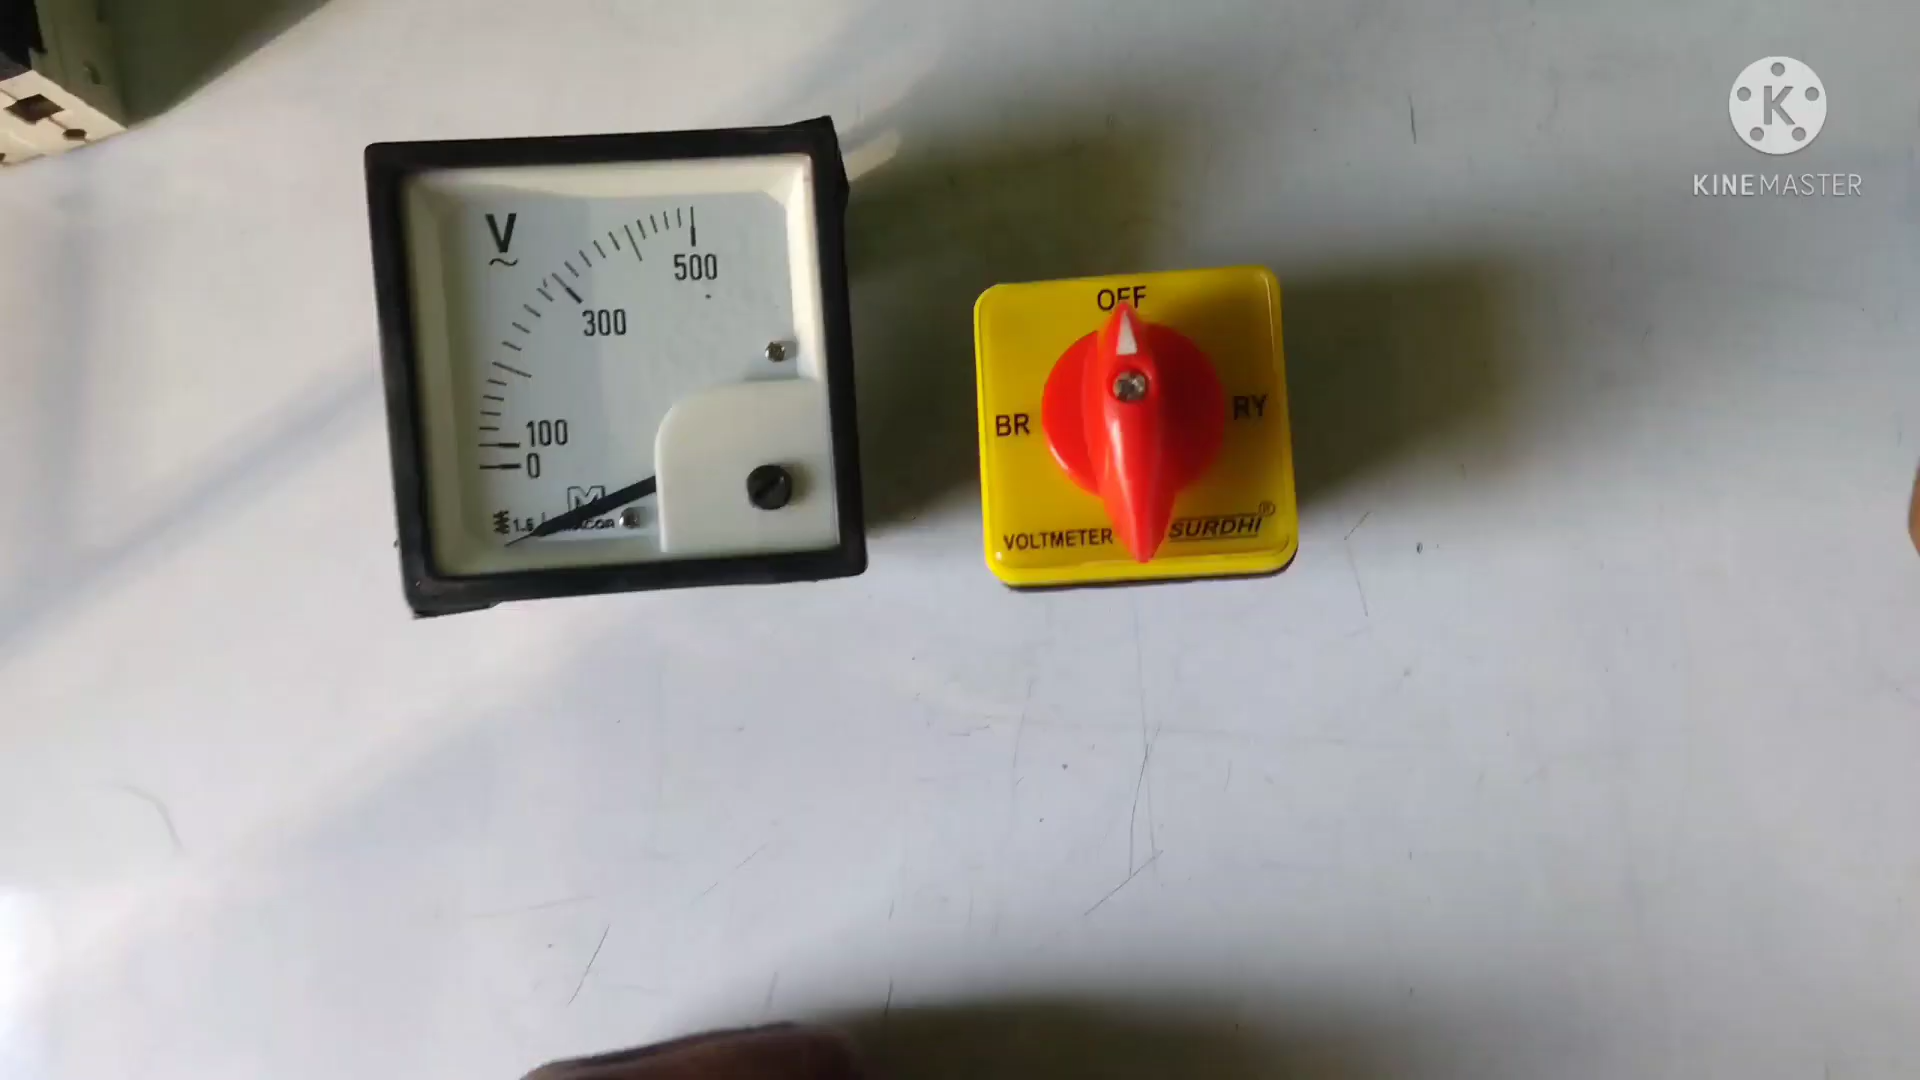 V
500
300
100
0
M
1.5
OFF
BR
RY
VOLTMETER
SURDHI®
K
KINEMASTER